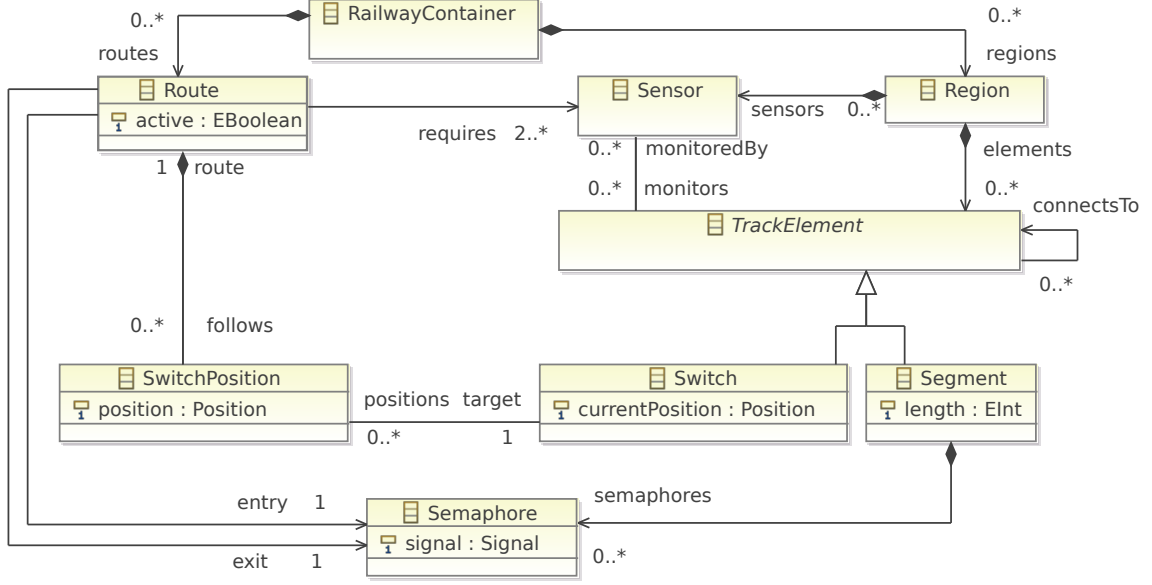 0..*
RailwayContainer
0..*
routes
regions
Route
Sensor
Region
active : EBoolean
sensors 0..*
requires 2..*
0..* monitoredBy
elements
1 route
0..* monitors
0..*
connectsTo
TrackElement
0..*
0..* follows
SwitchPosition
Switch
Segment
position : Position
positions target
currentPosition : Position
length : EInt
0..* 1
entry 1
semaphores
Semaphore
signal : Signal
exit 1
0..*